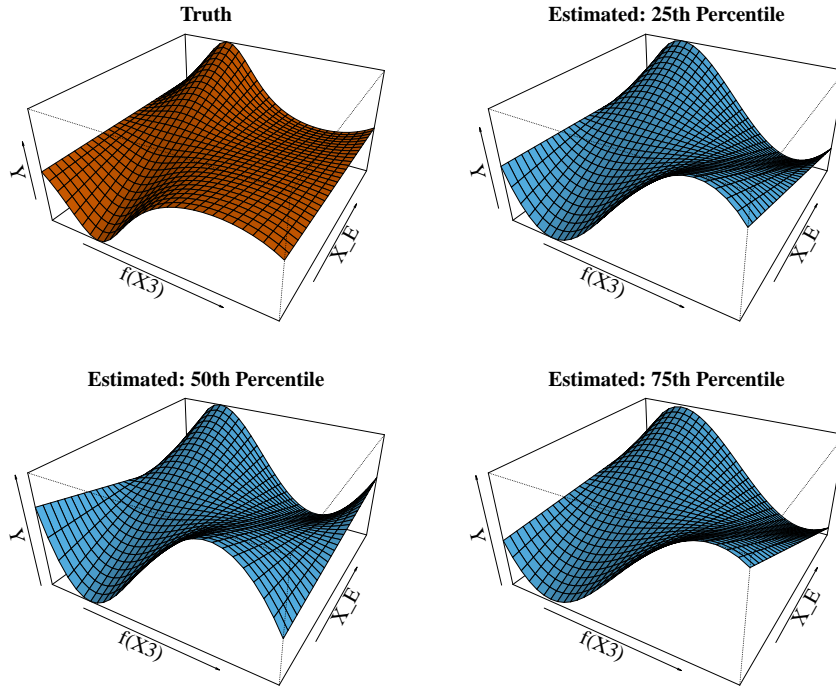 Truth
Y
f(X3)
X_E
Estimated: 25th Percentile
Y
f(X3)
X_E
Estimated: 50th Percentile
Y
f(X3)
X_E
Estimated: 75th Percentile
Y
f(X3)
X_E